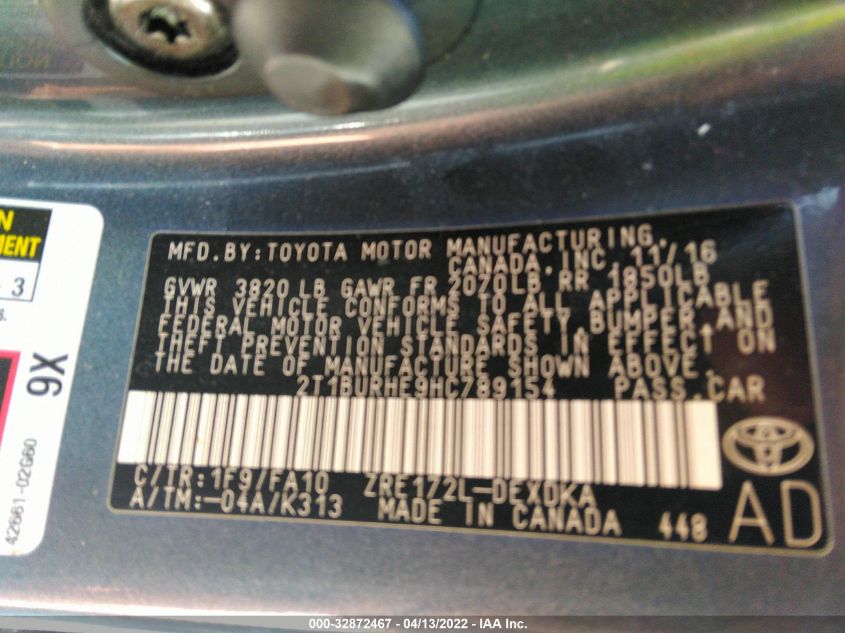 MFD.BY:TOYOTA MOTOR MANUFACTURING,
CANADA,INC. 11/16
GVWR 3820 LB GAWR FR 2070LB RR 1850LB
THIS VEHICLE CONFORMS TO ALL APPLICABLE
FEDERAL MOTOR VEHICLE SAFETY,BUMPER,AND
THEFT PREVENTION STANDARDS IN EFFECT ON
THE DATE OF MANUFACTURE SHOWN ABOVE.
2T1BURHE9HC789154 PASS.CAR
C/TR:1F9/FA10 ZRE172L-DEXDKA
A/TM:-04A/K313 MADE IN CANADA 448
AD
3
9X
42661-02G60
000-32872467 - 04/13/2022 - IAA Inc.